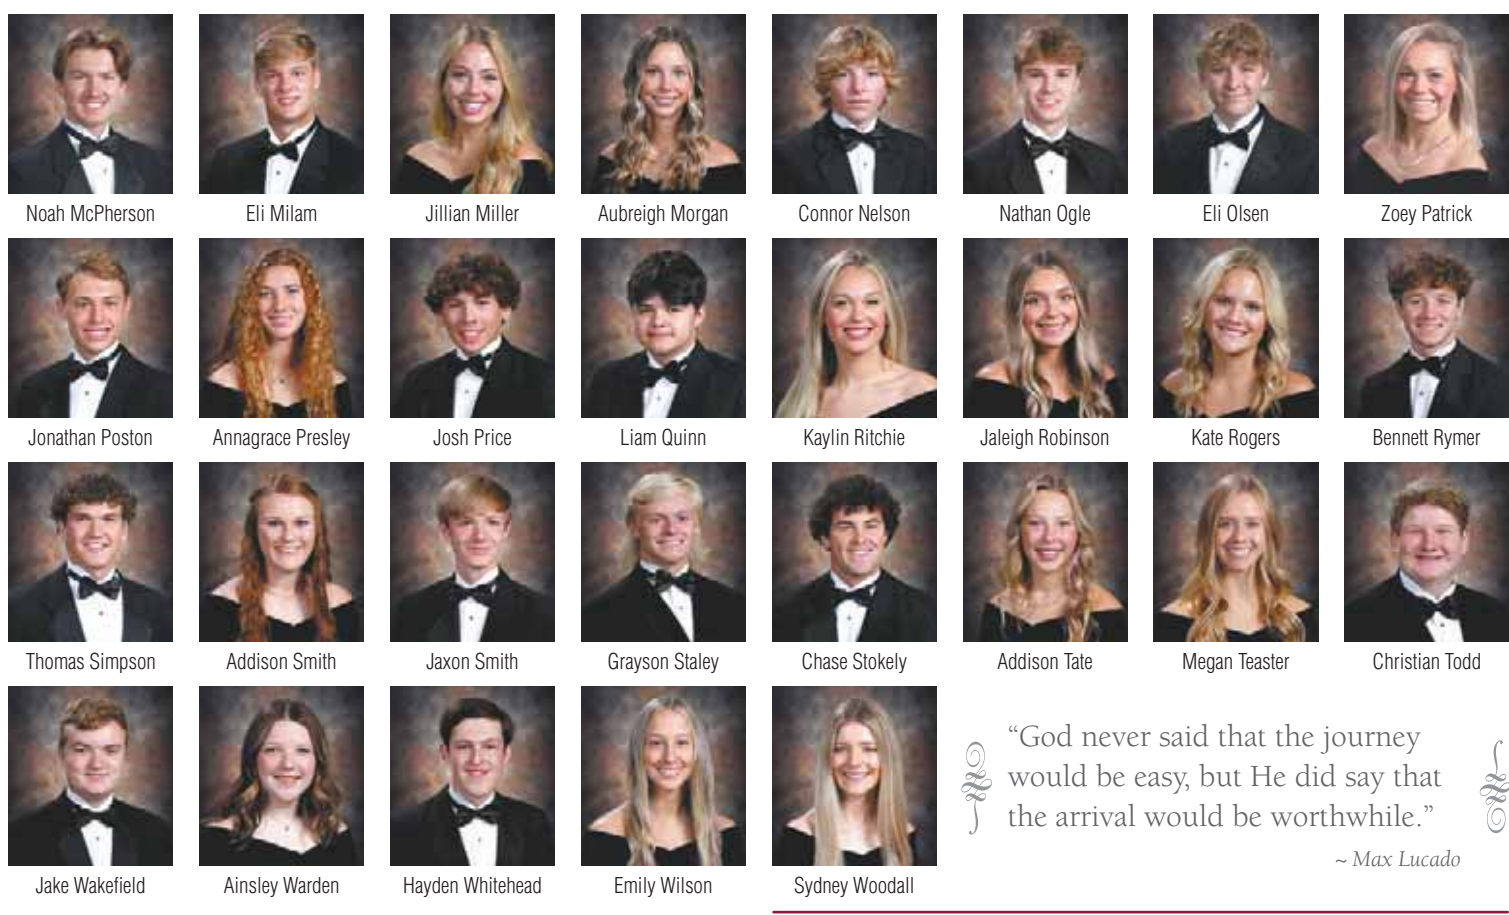 Noah McPherson
Eli Milam
Jillian Miller
Aubreigh Morgan
Connor Nelson
Nathan Ogle
Eli Olsen
Zoey Patrick
Jonathan Poston
Annagrace Presley
Josh Price
Liam Quinn
Kaylin Ritchie
Jaleigh Robinson
Kate Rogers
Bennett Rymer
Thomas Simpson
Addison Smith
Jaxon Smith
Grayson Staley
Chase Stokely
Addison Tate
Megan Teaster
Christian Todd
Jake Wakefield
Ainsley Warden
Hayden Whitehead
Emily Wilson
Sydney Woodall
“God never said that the journey
would be easy, but He did say that
the arrival would be worthwhile.”
~ Max Lucado